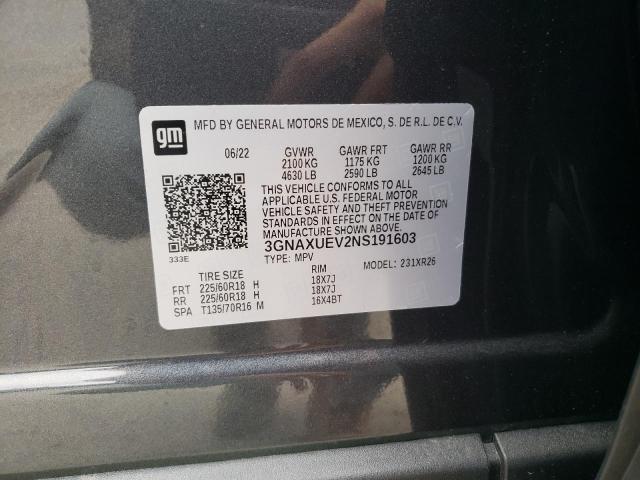 gm
MFD BY GENERAL MOTORS DE MEXICO, S. DE R.L. DE C.V.
06/22 GVWR GAWR FRT GAWR RR
2100 KG 1175 KG 1200 KG
4630 LB 2590 LB 2645 LB
THIS VEHICLE CONFORMS TO ALL
APPLICABLE U.S. FEDERAL MOTOR
VEHICLE SAFETY AND THEFT PREVENTION
STANDARDS IN EFFECT ON THE DATE OF
MANUFACTURE SHOWN ABOVE.
3GNAXUEV2NS191603
333E
TYPE: MPV MODEL: 231XR26
TIRE SIZE RIM
FRT 225/60R18 H 18X7J
RR 225/60R18 H 18X7J
SPA T135/70R16 M 16X4BT